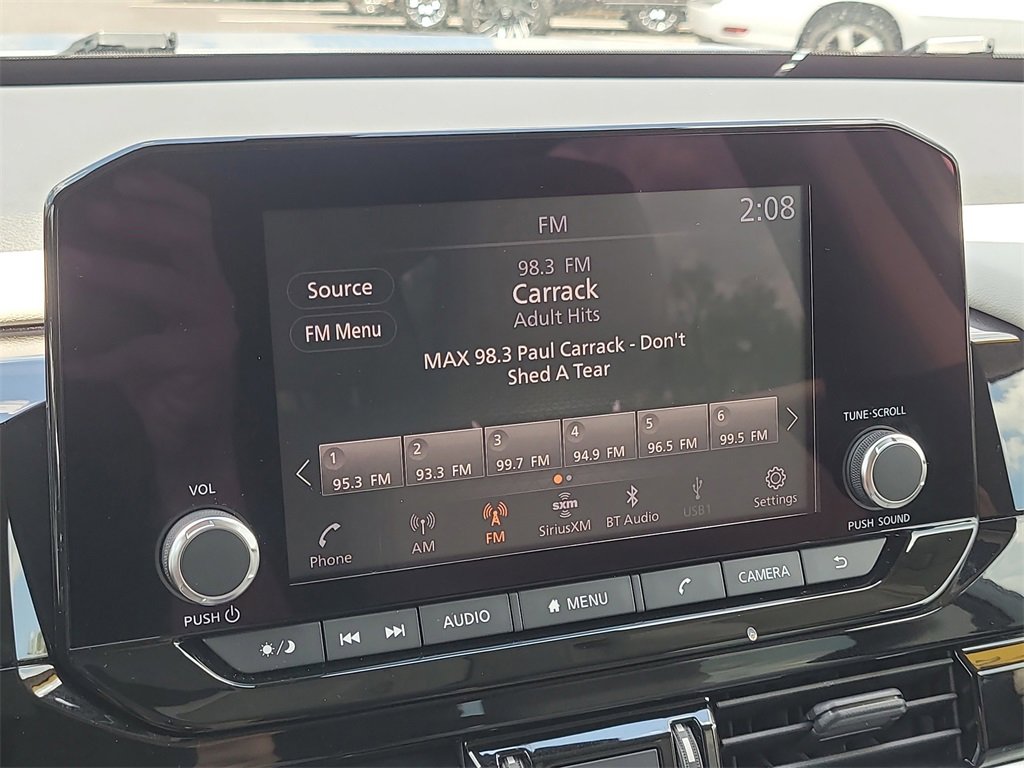 FM
2:08
98.3 FM
Carrack
Adult Hits
Source
FM Menu
MAX 98.3 Paul Carrack - Don't
Shed A Tear
1
95.3 FM
2
93.3 FM
3
99.7 FM
4
94.9 FM
5
96.5 FM
6
99.5 FM
Phone
AM
FM
sxm
SiriusXM
BT Audio
USB1
Settings
VOL
PUSH
TUNE·SCROLL
PUSH SOUND
AUDIO
MENU
CAMERA